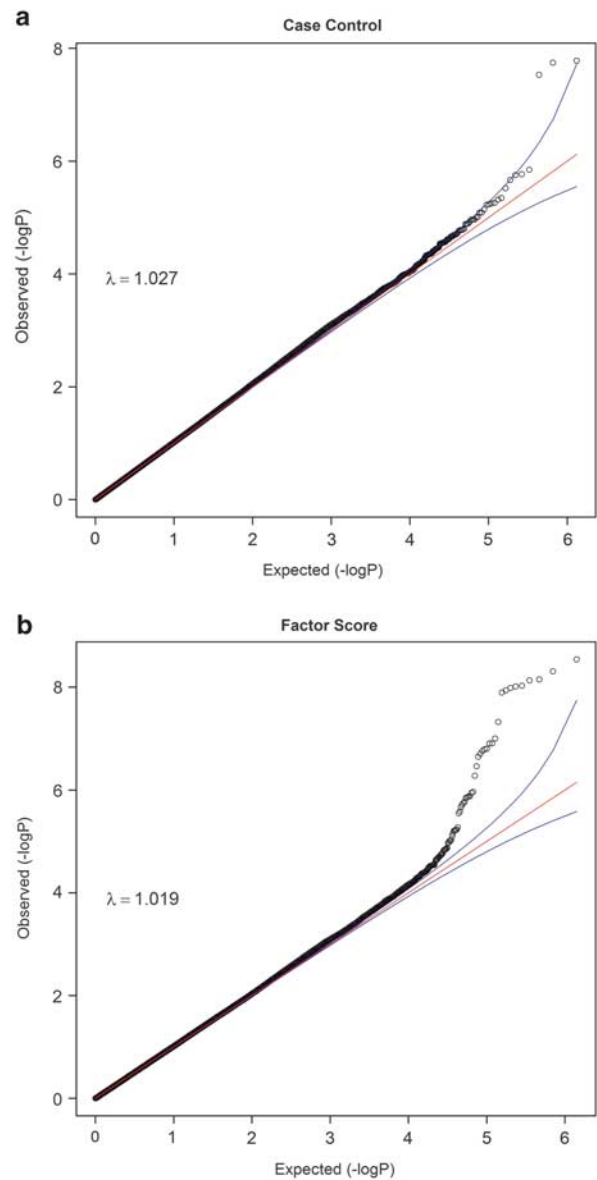 a
Case Control
8
6
4
2
0
Observed (-logP)
λ = 1.027
0 1 2 3 4 5 6
Expected (-logP)
b
Factor Score
8
6
4
2
0
Observed (-logP)
λ = 1.019
0 1 2 3 4 5 6
Expected (-logP)